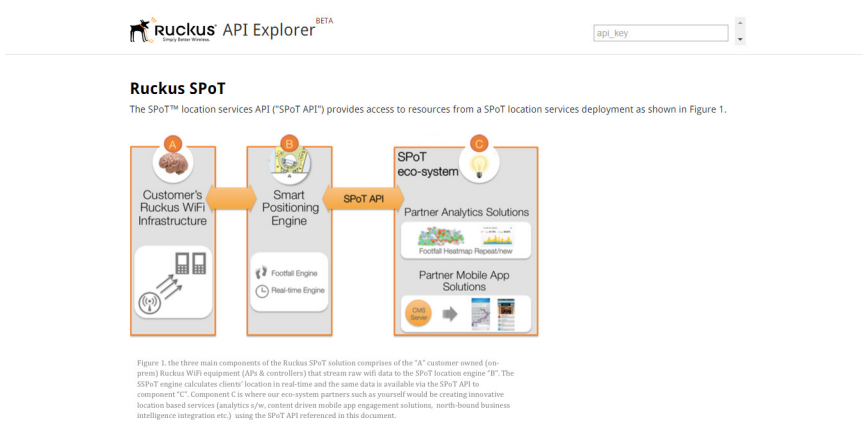 Ruckus API Explorer BETA
Simply Better Wireless.
api_key
Ruckus SPoT
The SPoT™ location services API ("SPoT API") provides access to resources from a SPoT location services deployment as shown in Figure 1.
A
B
C
Customer's
Ruckus WiFi
Infrastructure
Smart
Positioning
Engine
Footfall Engine
Real-time Engine
SPoT API
SPoT
eco-system
Partner Analytics Solutions
Footfall Heatmap Repeat/new
Partner Mobile App
Solutions
CMS
Server
Figure 1. the three main components of the Ruckus SPoT solution comprises of the "A" customer owned (on-
prem) Ruckus WiFi equipment (APs & controllers) that stream raw wifi data to the SPoT location engine "B". The
SSPoT engine calculates clients' location in real-time and the same data is available via the SPoT API to
component "C". Component C is where our eco-system partners such as yourself would be creating innovative
location based services (analytics s/w, content driven mobile app engagement solutions, north-bound business
intelligence integration etc.) using the SPoT API referenced in this document.